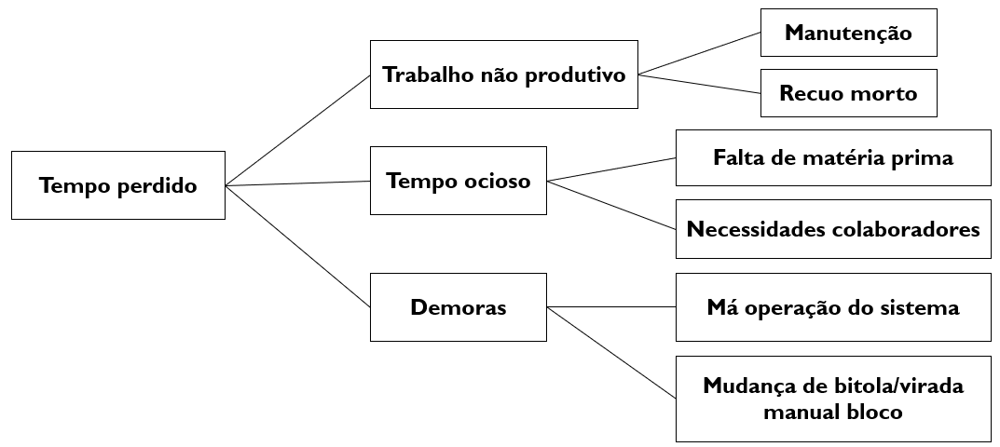 Tempo perdido
Trabalho não produtivo
Manutenção
Recuo morto
Tempo ocioso
Falta de matéria prima
Necessidades colaboradores
Demoras
Má operação do sistema
Mudança de bitola/virada
manual bloco